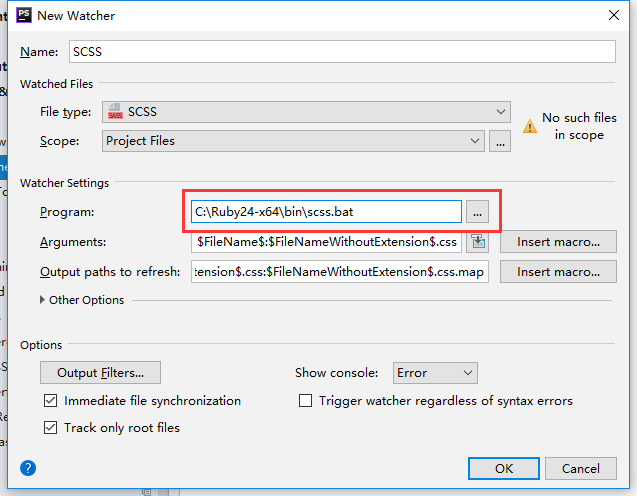 PS New Watcher
Name: SCSS
Watched Files
File type: SASS SCSS
Scope: Project Files ...
No such files
in scope
Watcher Settings
Program: C:\Ruby24-x64\bin\scss.bat ...
Arguments: $FileName$:$FileNameWithoutExtension$.css Insert macro...
Output paths to refresh: tension$.css:$FileNameWithoutExtension$.css.map Insert macro...
Other Options
Options
Output Filters... Show console: Error
Immediate file synchronization Trigger watcher regardless of syntax errors
Track only root files
? OK Cancel